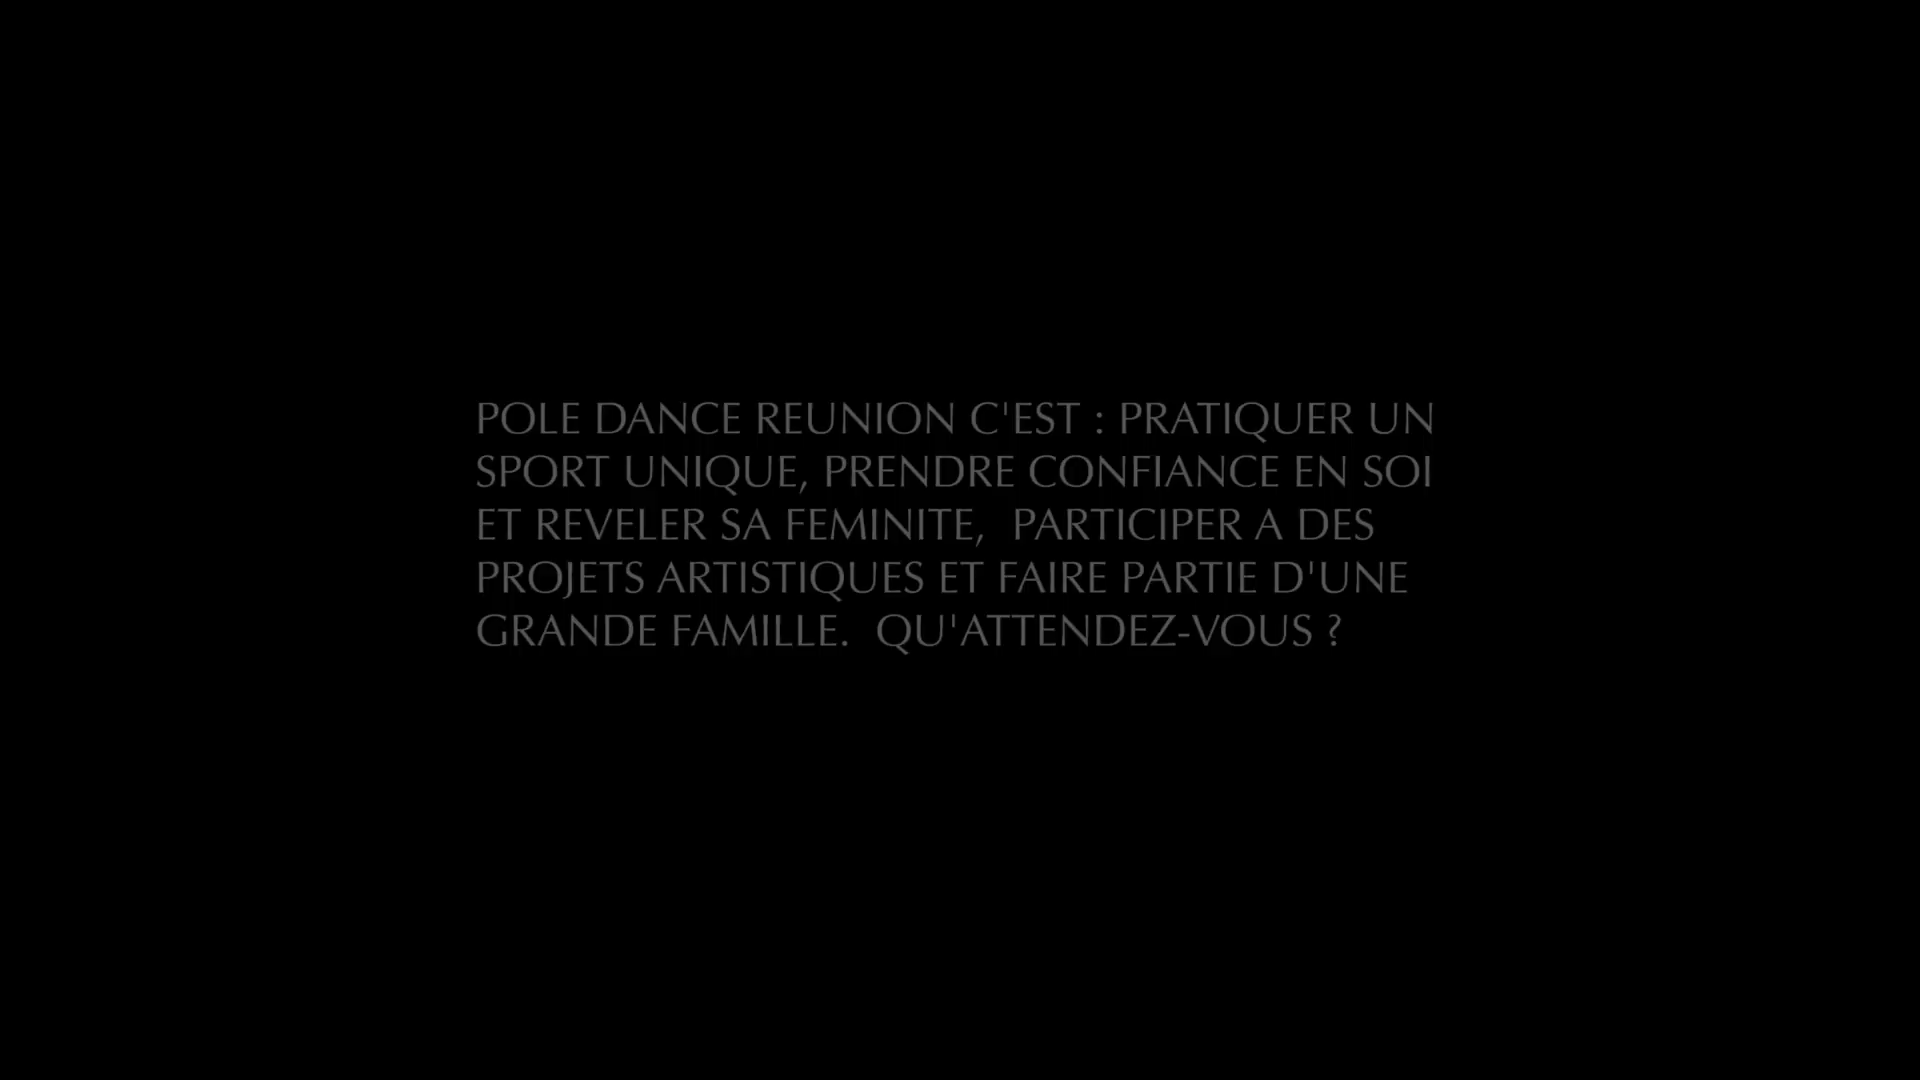 POLE DANCE REUNION C'EST : PRATIQUER UN
SPORT UNIQUE, PRENDRE CONFIANCE EN SOI
ET REVELER SA FEMINITE,  PARTICIPER A DES
PROJETS ARTISTIQUES ET FAIRE PARTIE D'UNE
GRANDE FAMILLE.  QU'ATTENDEZ-VOUS ?